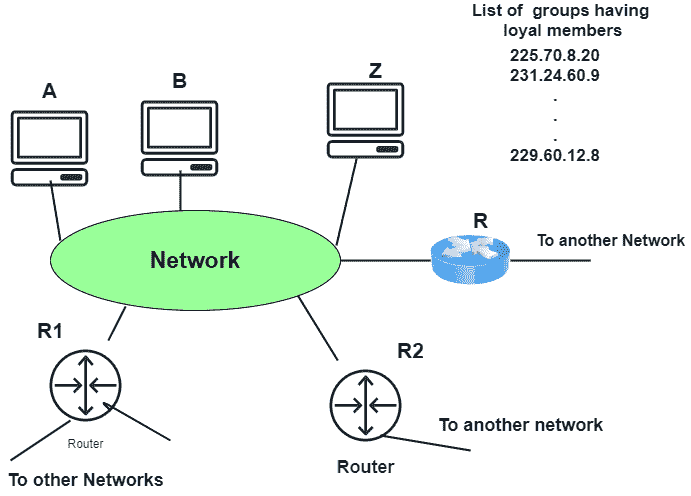 List of groups having
loyal members
225.70.8.20
231.24.60.9
.
.
.
229.60.12.8
A
B
Z
R
To another Network
Network
R1
R2
Router
To another network
Router
To other Networks